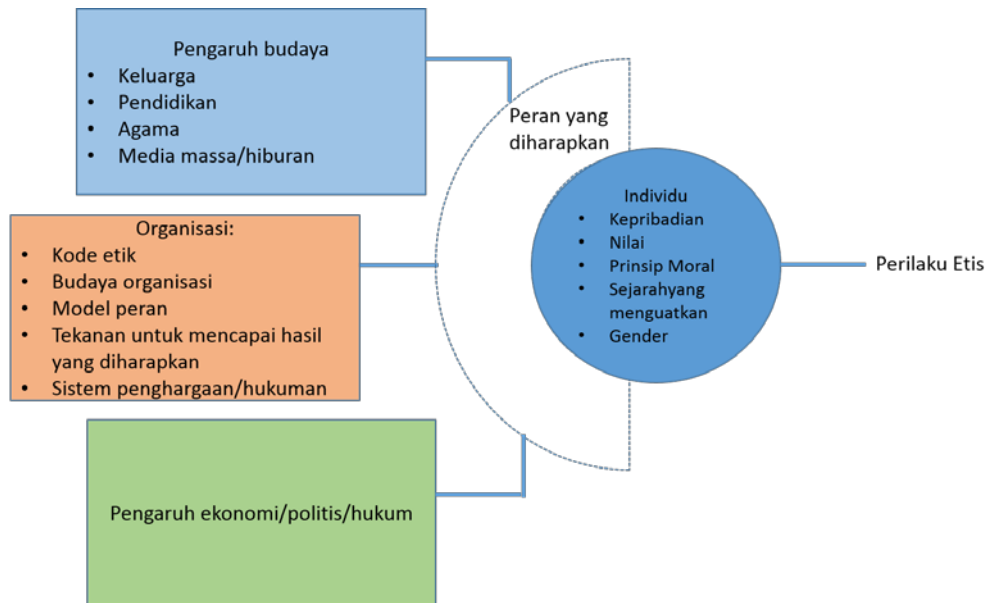 Pengaruh budaya
• Keluarga
• Pendidikan
• Agama
• Media massa/hiburan
Organisasi:
• Kode etik
• Budaya organisasi
• Model peran
• Tekanan untuk mencapai hasil
yang diharapkan
• Sistem penghargaan/hukuman
Pengaruh ekonomi/politis/hukum
Peran yang
diharapkan
Individu
• Kepribadian
• Nilai
• Prinsip Moral
• Sejarahyang
menguatkan
• Gender
Perilaku Etis